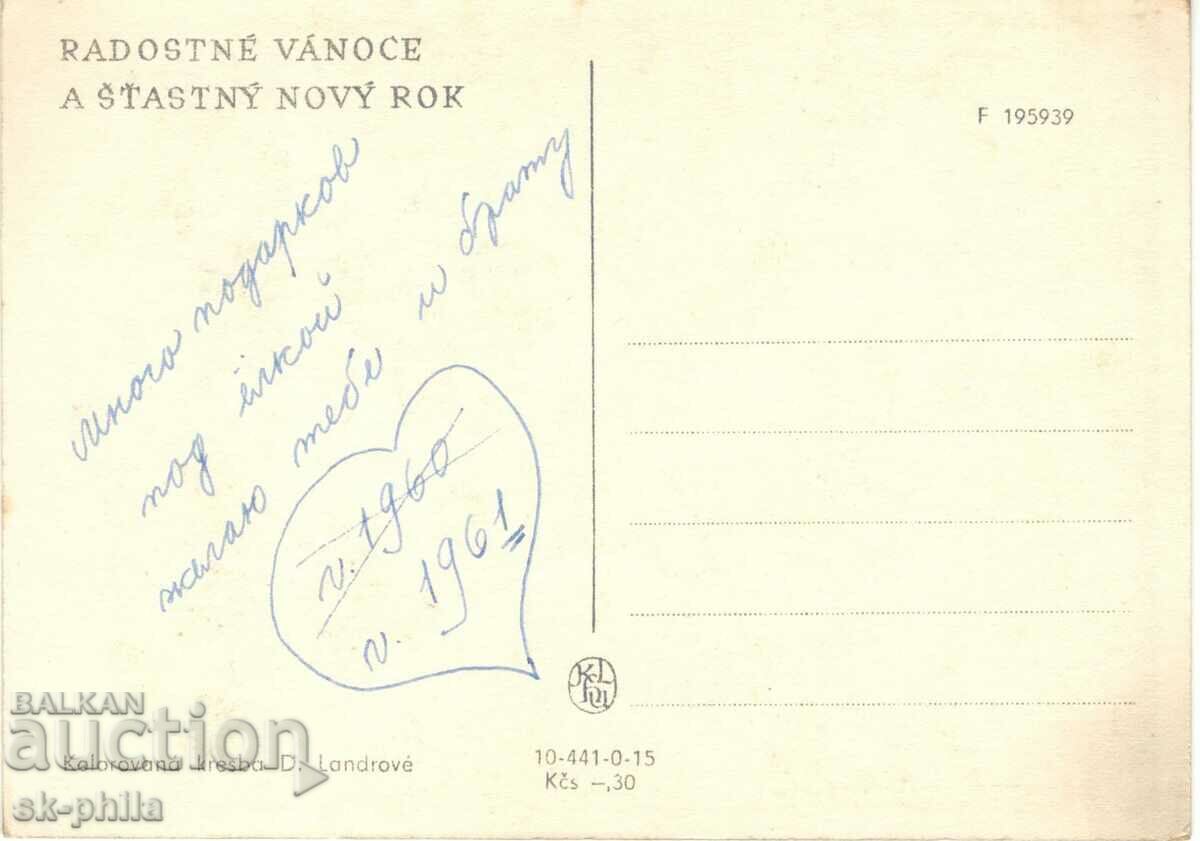 RADOSTNÉ VÁNOCE
A ŠŤASTNÝ NOVÝ ROK
F 195939
много подарков
под ёлкой
желаю тебе и брату
v. 1960
v. 1961
BALKAN
auction
Kolorovaná kresba D. Landrové
sk-phila
10-441-0-15
Kčs –,30